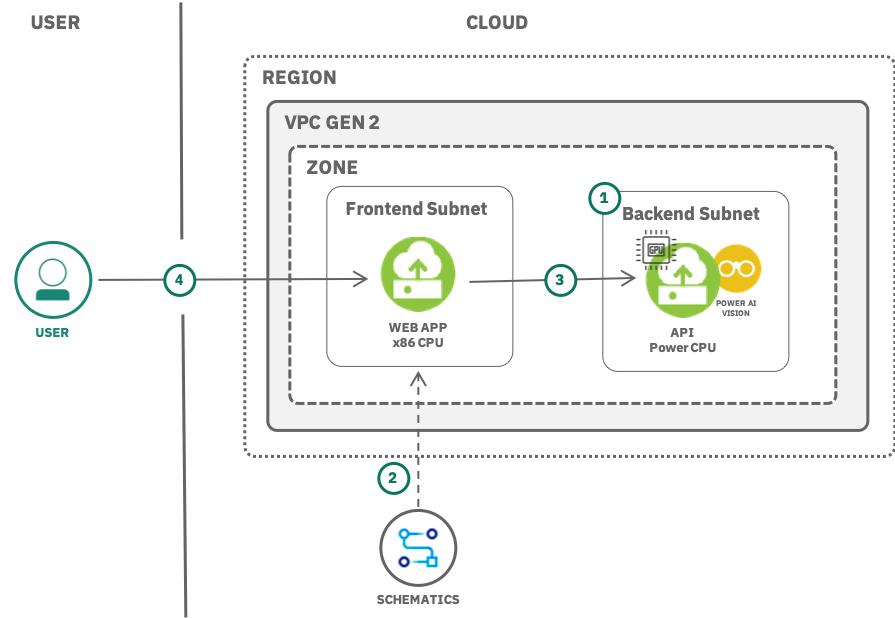 USER
CLOUD
REGION
VPC GEN 2
ZONE
Frontend Subnet
1
Backend Subnet
GPU
4
3
WEB APP
x86 CPU
POWER AI
VISION
API
Power CPU
USER
2
SCHEMATICS